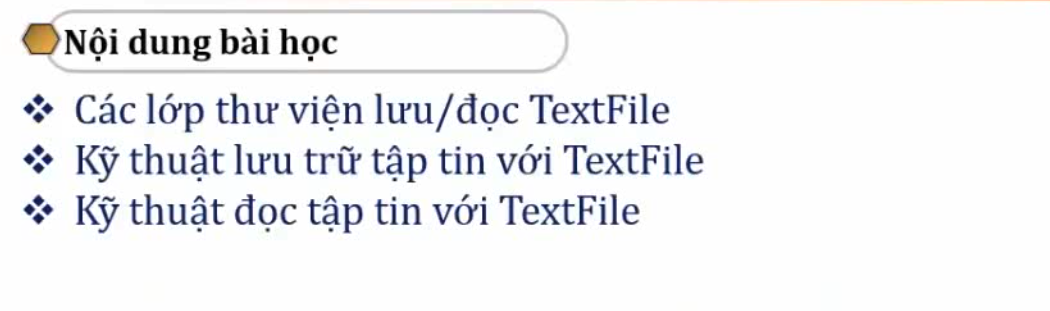 Nội dung bài học
Các lớp thư viện lưu/đọc TextFile
Kỹ thuật lưu trữ tập tin với TextFile
Kỹ thuật đọc tập tin với TextFile